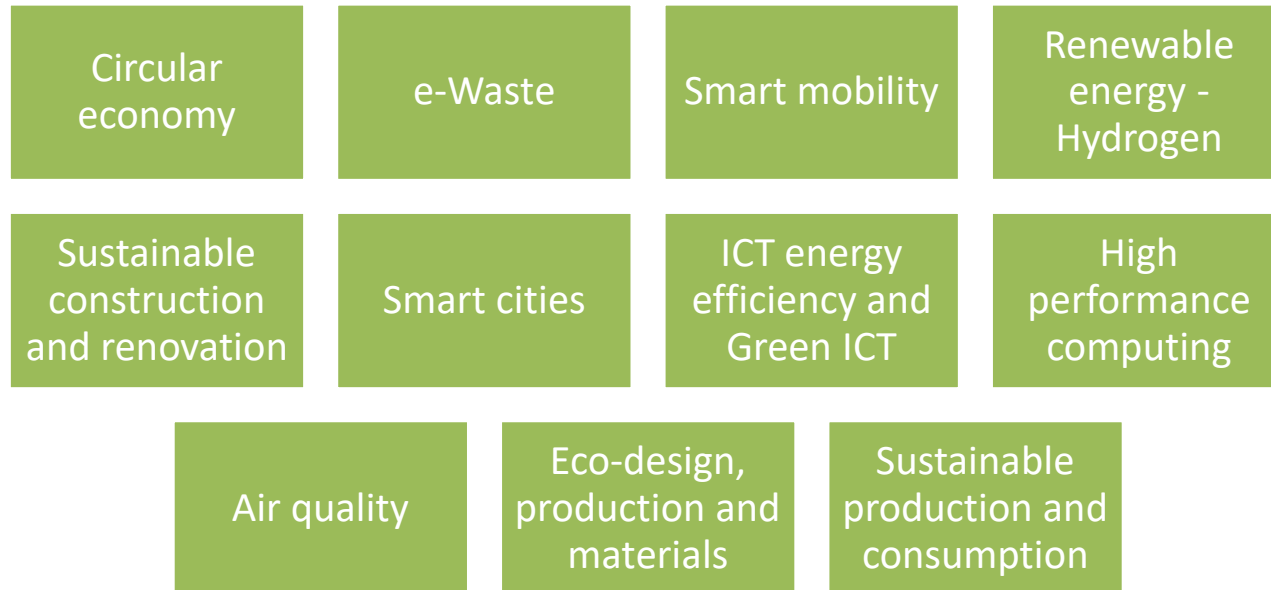 Circular
economy
e-Waste
Smart mobility
Renewable
energy -
Hydrogen
Sustainable
construction
and renovation
Smart cities
ICT energy
efficiency and
Green ICT
High
performance
computing
Air quality
Eco-design,
production and
materials
Sustainable
production and
consumption